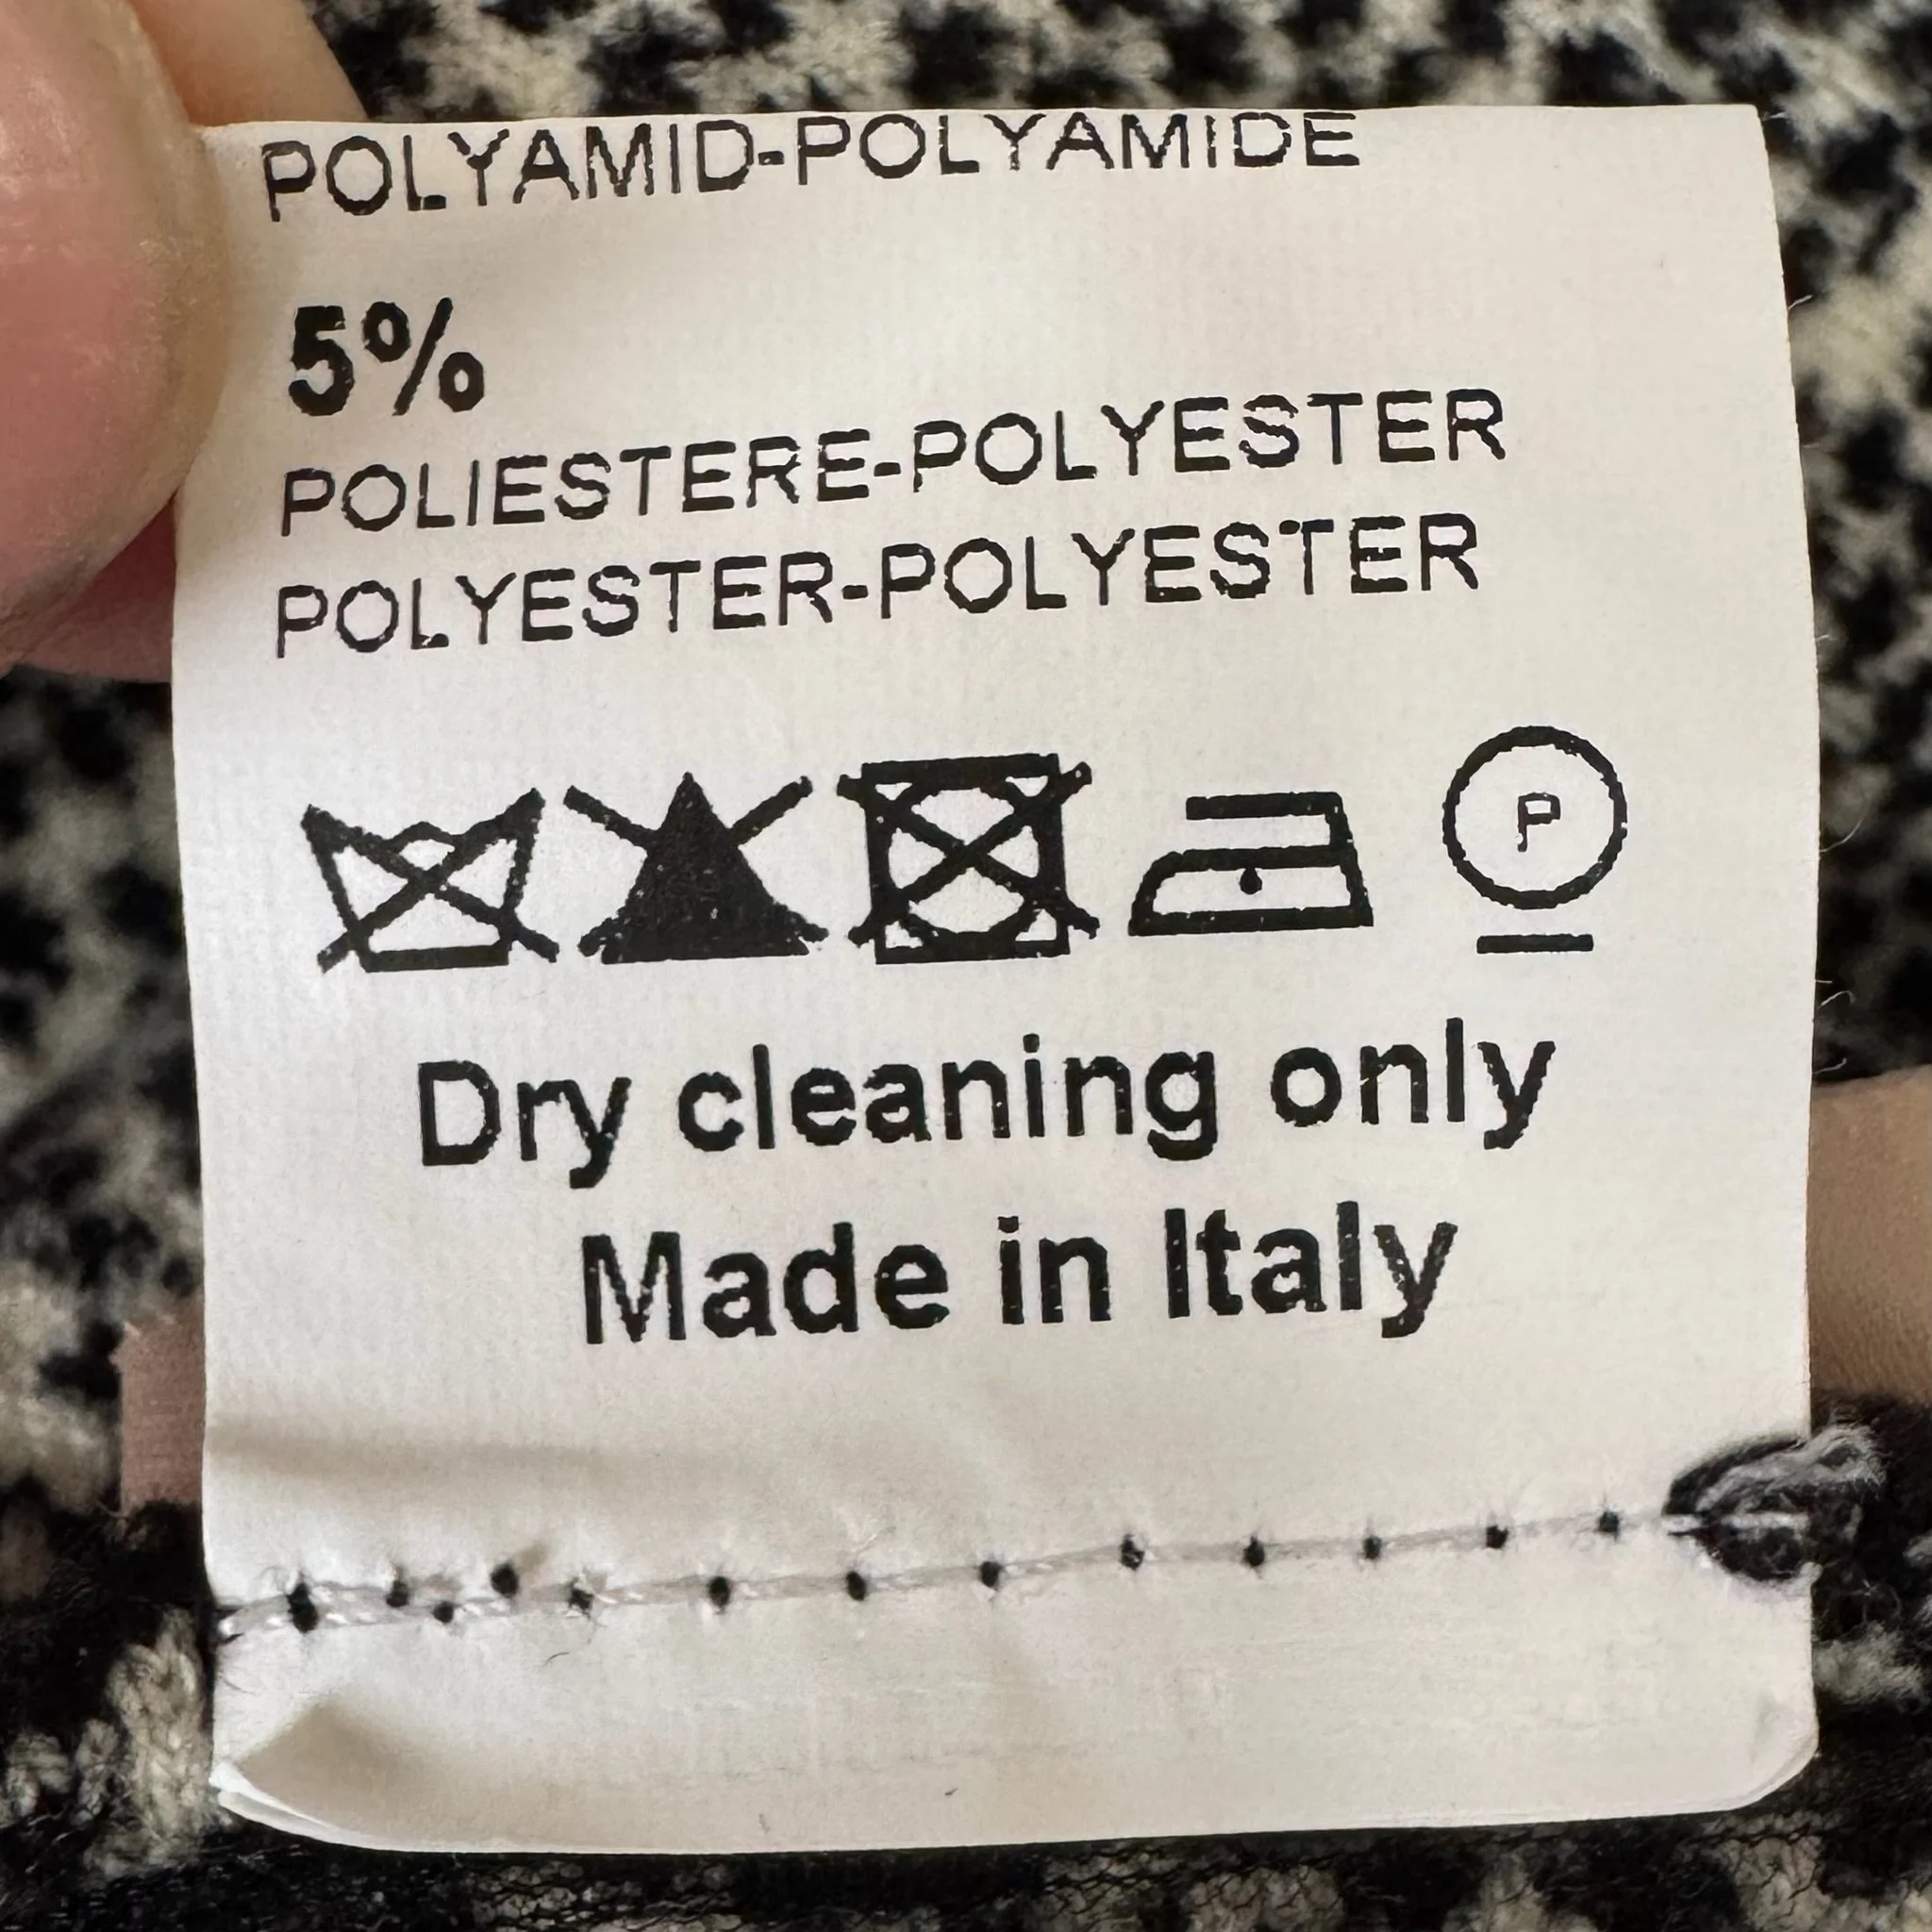 POLYAMID-POLYAMIDE
5%
POLIESTERE-POLYESTER
POLYESTER-POLYESTER
P
Dry cleaning only
Made in Italy